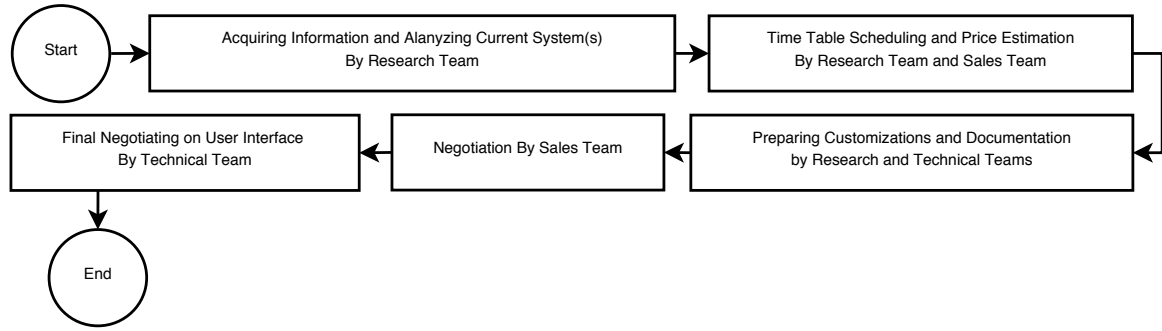 Start
Acquiring Information and Alanyzing Current System(s)
By Research Team
Time Table Scheduling and Price Estimation
By Research Team and Sales Team
Preparing Customizations and Documentation
by Research and Technical Teams
Negotiation By Sales Team
Final Negotiating on User Interface
By Technical Team
End